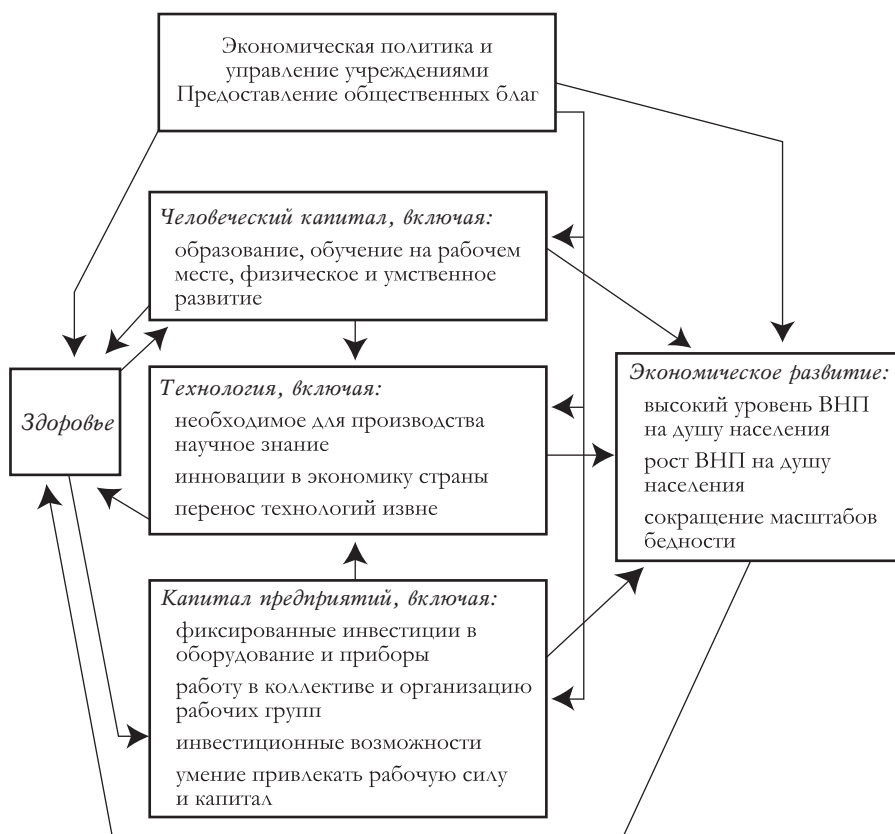 Экономическая политика и
управление учреждениями
Предоставление общественных благ
Человеческий капитал, включая:
образование, обучение на рабочем
месте, физическое и умственное
развитие
Здоровье
Технология, включая:
необходимое для производства
научное знание
инновации в экономику страны
перенос технологий извне
Экономическое развитие:
высокий уровень ВНП
на душу населения
рост ВНП на душу
населения
сокращение масштабов
бедности
Капитал предприятий, включая:
фиксированные инвестиции в
оборудование и приборы
работу в коллективе и организацию
рабочих групп
инвестиционные возможности
умение привлекать рабочую силу
и капитал